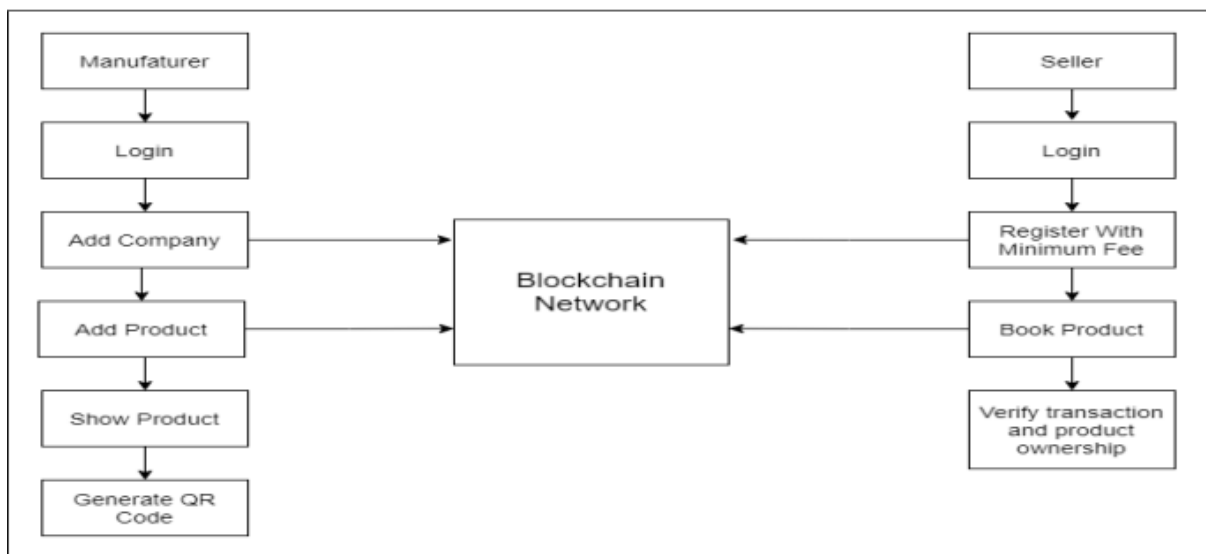 Manufaturer
Login
Add Company
Add Product
Show Product
Generate QR
Code
Blockchain
Network
Seller
Login
Register With
Minimum Fee
Book Product
Verify transaction
and product
ownership